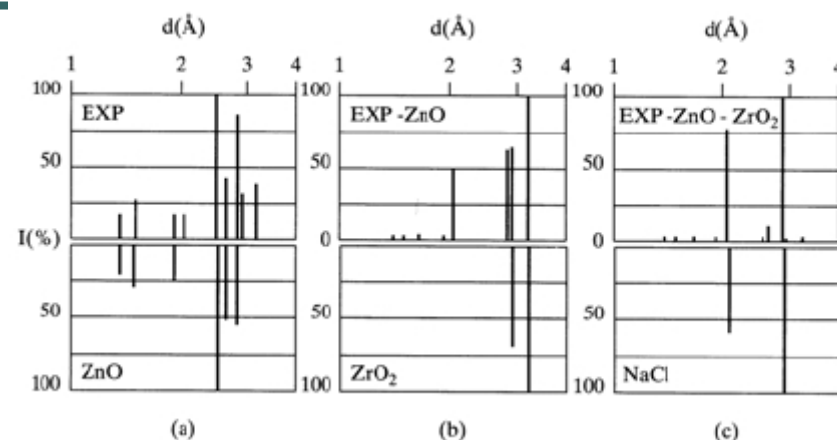 d(Å) d(Å) d(Å)
1 2 3 4 1 2 3 4 1 2 3 4
100 EXP 100 EXP -ZnO 100 EXP -ZnO - ZrO₂
50 50 50
I(%) 0 0
50 50 50
100 ZnO 100 ZrO₂ 100 NaCl
(a) (b) (c)